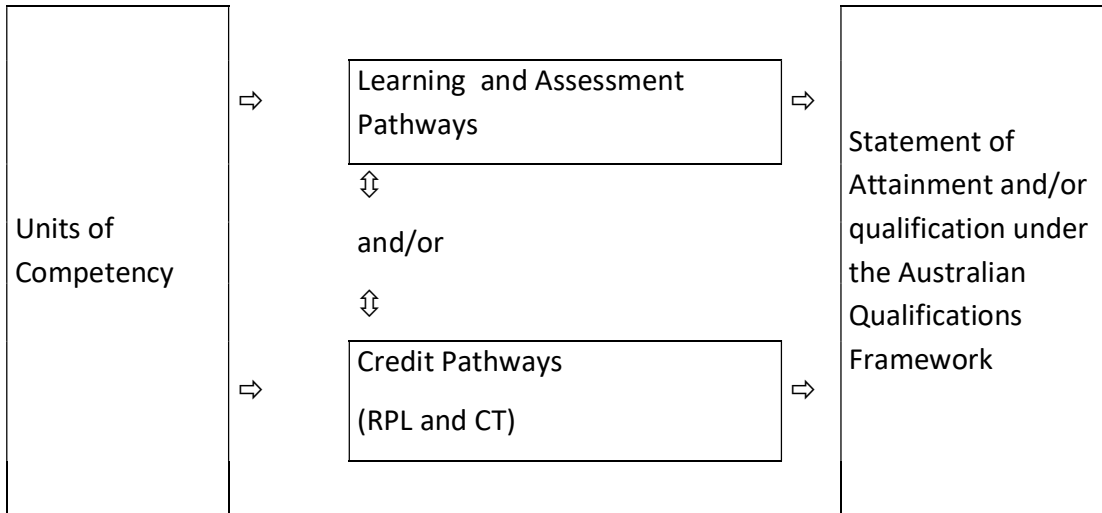 Units of
Competency
⇨
Learning and Assessment
Pathways
⇨
⇳
and/or
⇳
⇨
Credit Pathways
(RPL and CT)
⇨
Statement of
Attainment and/or
qualification under
the Australian
Qualifications
Framework